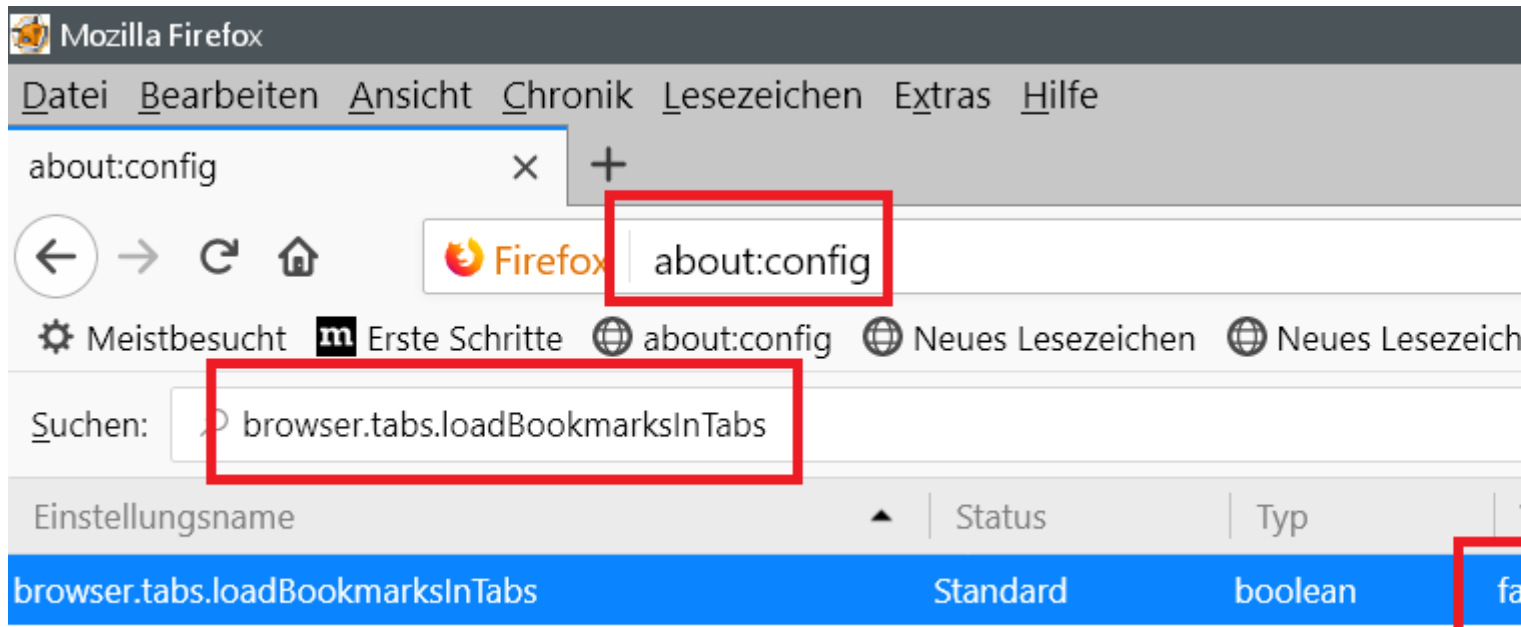 Mozilla Firefox
Datei Bearbeiten Ansicht Chronik Lesezeichen Extras Hilfe
about:config
Firefox about:config
Meistbesucht m Erste Schritte about:config Neues Lesezeichen Neues Lesezeich
Suchen: browser.tabs.loadBookmarksInTabs
Einstellungsname Status Typ
browser.tabs.loadBookmarksInTabs Standard boolean fa